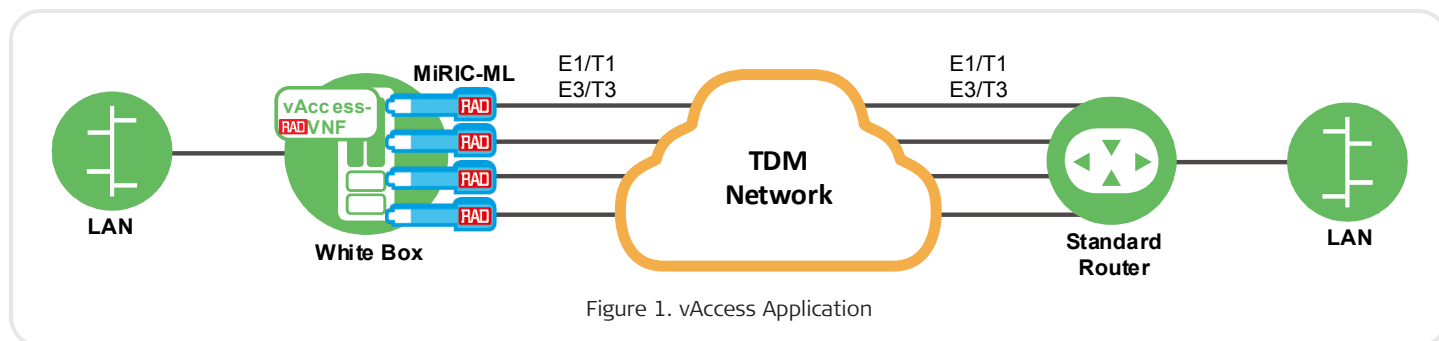 MiRIC-ML
E1/T1
E3/T3
E1/T1
E3/T3
vAccess-
RAD VNF
RAD
RAD
RAD
RAD
TDM
Network
LAN
White Box
Standard
Router
LAN
Figure 1. vAccess Application